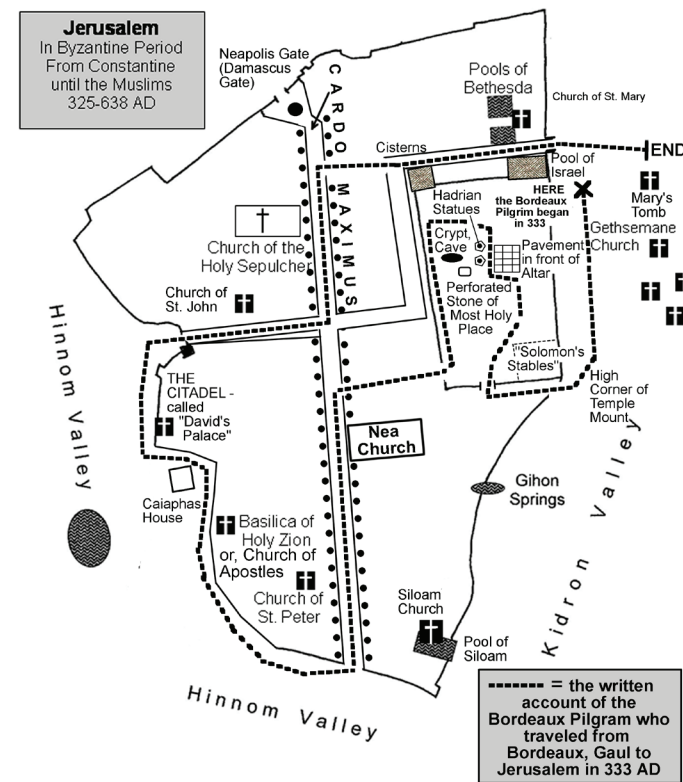 Jerusalem
In Byzantine Period
From Constantine
until the Muslims
325-638 AD
Neapolis Gate
(Damascus
Gate)
CARDO
MAXIMUS
Pools of
Bethesda
Church of St. Mary
Cisterns
END
Pool of
Israel
HERE
the Bordeaux
Pilgrim began
in 333
Mary's
Tomb
Gethsemane
Church
Hadrian
Statues
Crypt,
Cave
Pavement
in front of
Altar
Perforated
Stone of
Most Holy
Place
Church of the
Holy Sepulcher
Church of
St. John
"Solomon's
Stables"
High
Corner of
Temple
Mount
Hinnom Valley
THE
CITADEL -
called
"David's
Palace"
Nea
Church
Caiaphas
House
Gihon
Springs
Kidron Valley
Basilica of
Holy Zion
or, Church of
Apostles
Church of
St. Peter
Siloam
Church
Pool of
Siloam
Hinnom Valley
= the written
account of the
Bordeaux Pilgram who
traveled from
Bordeaux, Gaul to
Jerusalem in 333 AD